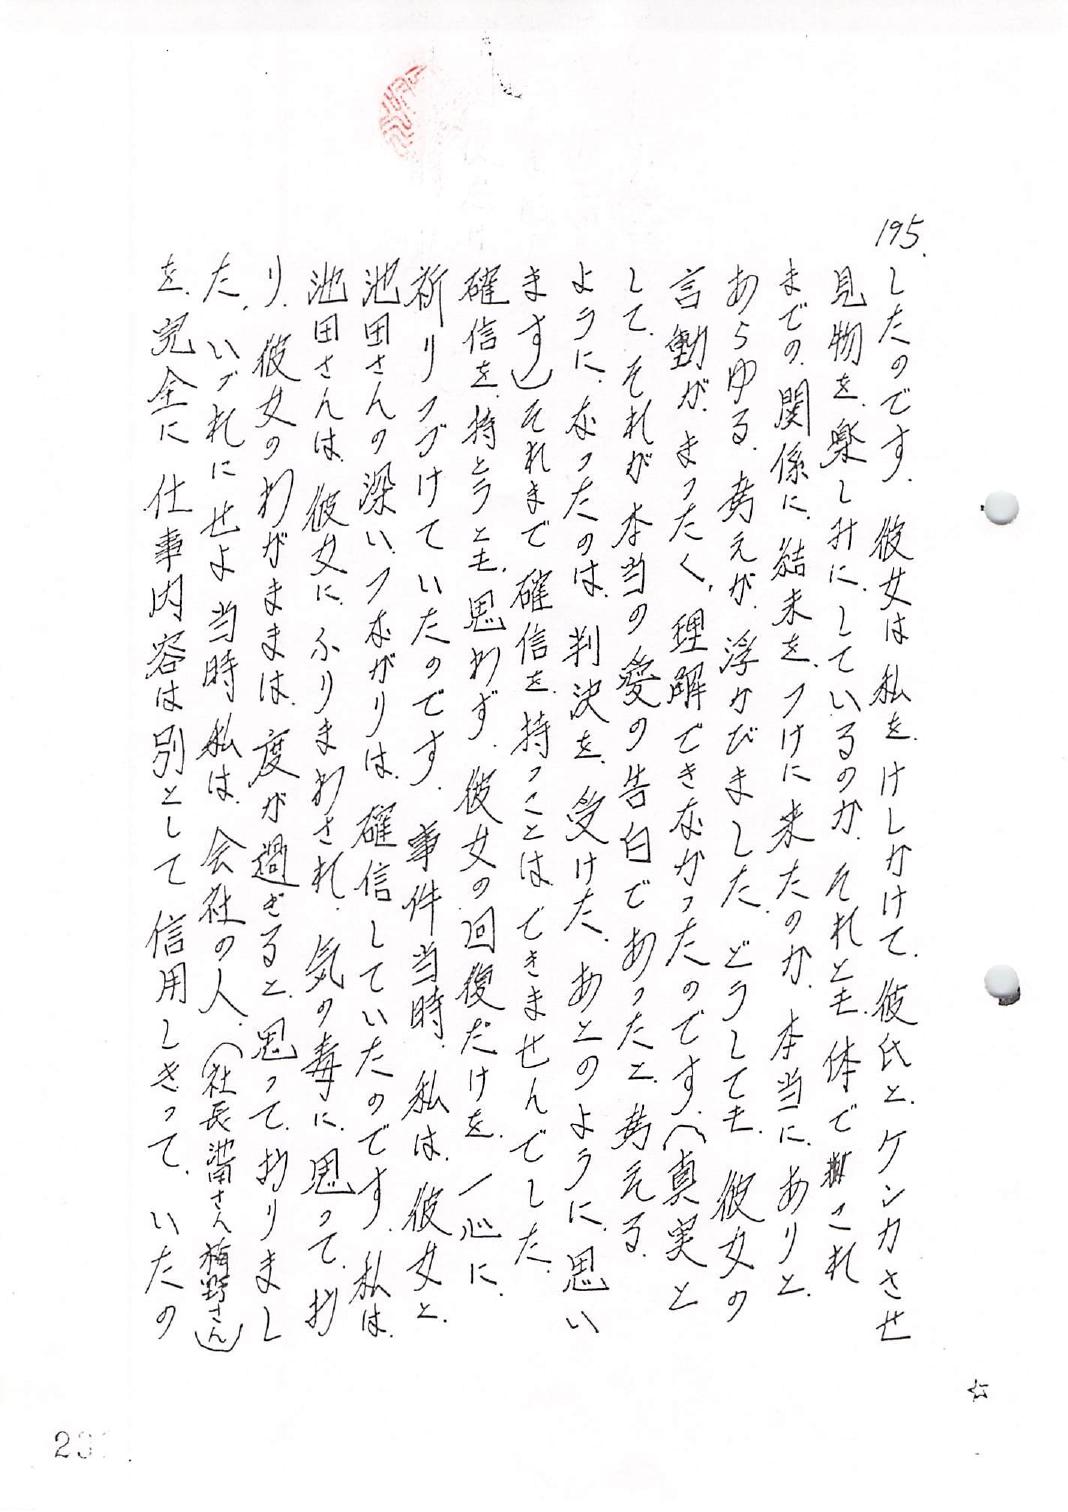 195.
したのです. 彼女は私を. けしかけて. 彼氏と. ケンカさせ
見物を. 楽しみに. しているのか. それとも. 体で これ
までの. 関係に. 結末を. つけに来たのか. 本当に. ありと.
あらゆる. 考えが. 浮かびました. どうしても. 彼女の
言動が. まったく. 理解できなかったのです. (真実と
して. それが 本当の愛の告白であったと. 考える.
ように. なったのは. 判決を. 受けた. あとのように. 思い
ます) それまで 確信を. 持つことは. できませんでした.
確信を. 持とうとも. 思わず. 彼女の回復だけを. 一心に.
祈りつづけていたのです. 事件当時. 私は. 彼女と.
池田さんの深い. つながりは. 確信していたのです. 私は.
池田さんは. 彼女に. ふりまわされ. 気の毒に. 思って. お
り. 彼女のわがままは. 度が過ぎると. 思って. おりまし
た. いづれにせよ当時 私は. 会社の人. (社長 池田さん 梅野さん)
を. 完全に 仕事内容は別として 信用しきって. いたの
☆